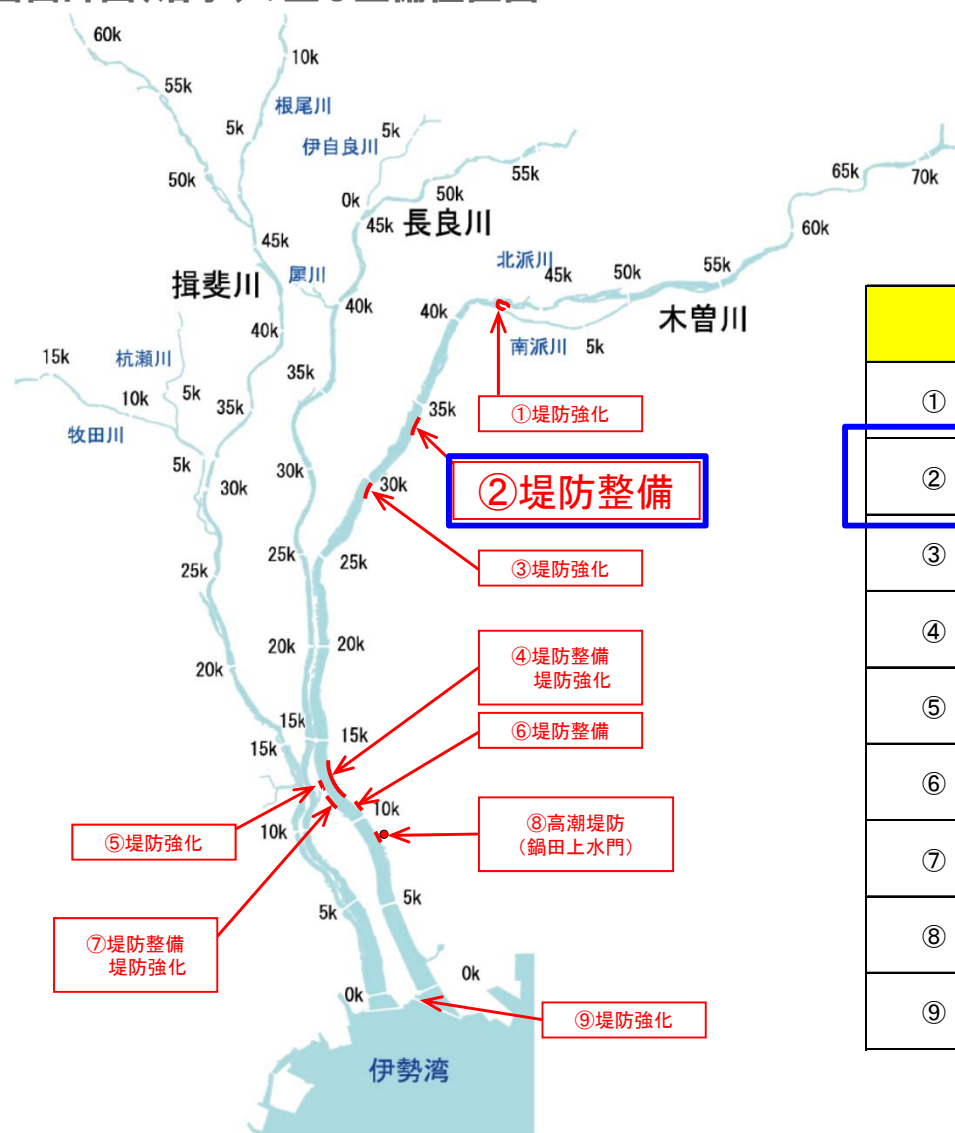 60k
10k
55k
根尾川
5k
伊自良川
5k
50k
0k
50k
55k
65k
70k
45k
長良川
60k
45k
揖斐川
犀川
北派川
45k
50k
55k
40k
40k
40k
木曽川
15k
杭瀬川
南派川
5k
35k
10k
5k
35k
35k
①堤防強化
牧田川
5k
30k
30k
30k
②堤防整備
25k
25k
25k
③堤防強化
20k
20k
20k
④堤防整備
堤防強化
15k
15k
15k
⑥堤防整備
10k
10k
⑤堤防強化
⑧高潮堤防
(鍋田上水門)
5k
5k
⑦堤防整備
堤防強化
0k
0k
⑨堤防強化
伊勢湾
①
②
③
④
⑤
⑥
⑦
⑧
⑨